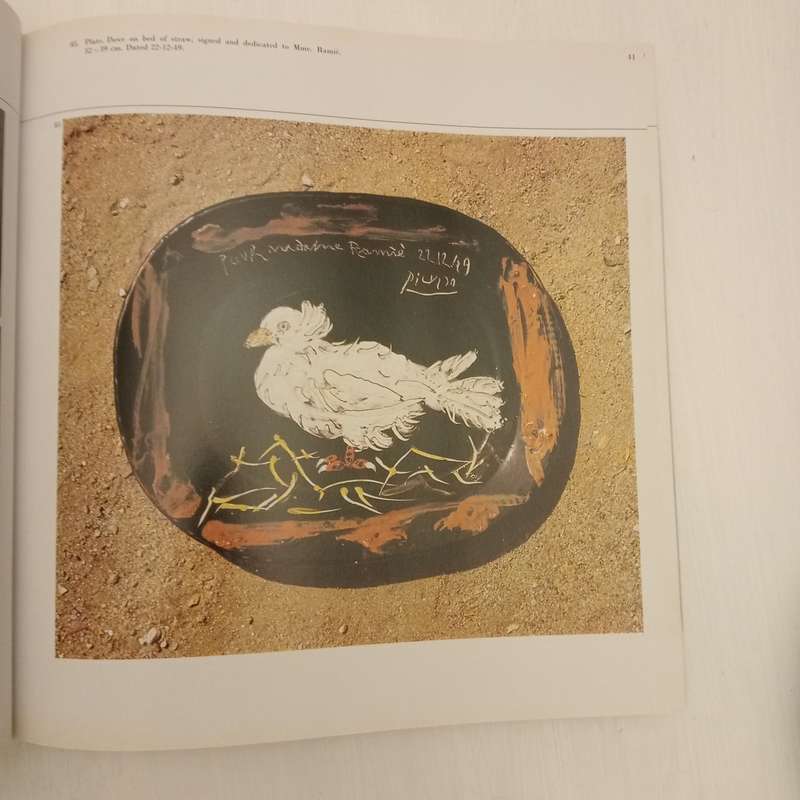 85 Plate. Dove on bed of straw, signed and dedicated to Mme. Ramié.
32 × 39 cm. Dated 22-12-49.
41
pour madame Ramié 22.12.49
Picasso